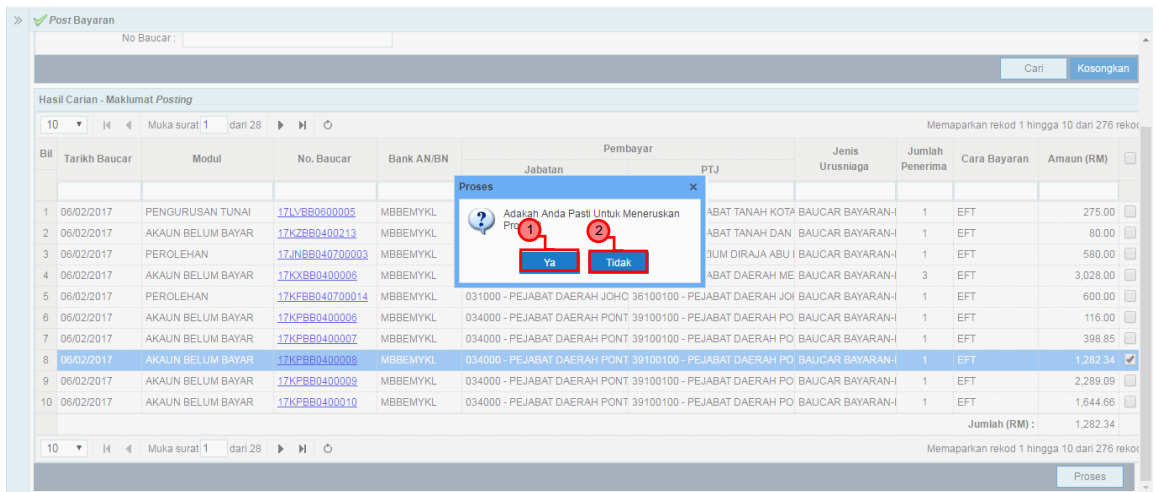 Post Bayaran
No Baucar :
Cari Kosongkan
Hasil Carian - Maklumat Posting
10 Muka surat 1 dari 28 Memaparkan rekod 1 hingga 10 dari 276 rekod
Bil Tarikh Baucar Modul No. Baucar Bank AN/BN Pembayar Jenis Urusniaga Jumlah Penerima Cara Bayaran Amaun (RM)
Jabatan PTJ
Proses
Adakah Anda Pasti Untuk Meneruskan
1 2
Ya Tidak
1 06/02/2017 PENGURUSAN TUNAI 17LVBB0600005 MBBEMYKL ABAT TANAH KOTA BAUCAR BAYARAN-I 1 EFT 275.00
2 06/02/2017 AKAUN BELUM BAYAR 17KZBB0400213 MBBEMYKL ABAT TANAH DAN BAUCAR BAYARAN-I 1 EFT 80.00
3 06/02/2017 PEROLEHAN 17JNBB040700003 MBBEMYKL ZIUM DIRAJA ABU BAUCAR BAYARAN-I 1 EFT 580.00
4 06/02/2017 AKAUN BELUM BAYAR 17KXBB0400006 MBBEMYKL ABAT DAERAH ME BAUCAR BAYARAN-I 3 EFT 3,028.00
5 06/02/2017 PEROLEHAN 17KFBB040700014 MBBEMYKL 031000 - PEJABAT DAERAH JOHO 36100100 - PEJABAT DAERAH JOH BAUCAR BAYARAN-I 1 EFT 600.00
6 06/02/2017 AKAUN BELUM BAYAR 17KPBB0400006 MBBEMYKL 034000 - PEJABAT DAERAH PONT 39100100 - PEJABAT DAERAH PO BAUCAR BAYARAN-I 1 EFT 116.00
7 06/02/2017 AKAUN BELUM BAYAR 17KPBB0400007 MBBEMYKL 034000 - PEJABAT DAERAH PONT 39100100 - PEJABAT DAERAH PO BAUCAR BAYARAN-I 1 EFT 398.85
8 06/02/2017 AKAUN BELUM BAYAR 17KPBB0400008 MBBEMYKL 034000 - PEJABAT DAERAH PONT 39100100 - PEJABAT DAERAH PO BAUCAR BAYARAN-I 1 EFT 1,282.34
9 06/02/2017 AKAUN BELUM BAYAR 17KPBB0400009 MBBEMYKL 034000 - PEJABAT DAERAH PONT 39100100 - PEJABAT DAERAH PO BAUCAR BAYARAN-I 1 EFT 2,289.09
10 06/02/2017 AKAUN BELUM BAYAR 17KPBB0400010 MBBEMYKL 034000 - PEJABAT DAERAH PONT 39100100 - PEJABAT DAERAH PO BAUCAR BAYARAN-I 1 EFT 1,644.66
Jumlah (RM) : 1,282.34
10 Muka surat 1 dari 28 Memaparkan rekod 1 hingga 10 dari 276 rekod
Proses